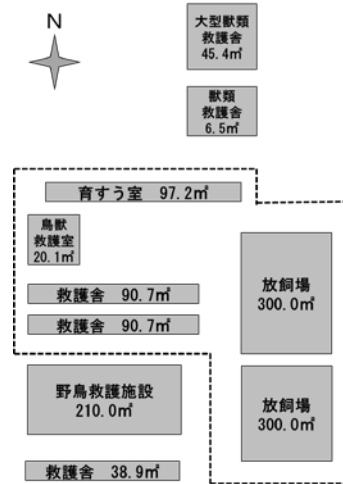 N
大型獣類
救護舎
45.4㎡
獣類
救護舎
6.5㎡
育すう室 97.2㎡
鳥獣
救護室
20.1㎡
救護舎 90.7㎡
救護舎 90.7㎡
放飼場
300.0㎡
野鳥救護施設
210.0㎡
放飼場
300.0㎡
救護舎 38.9㎡